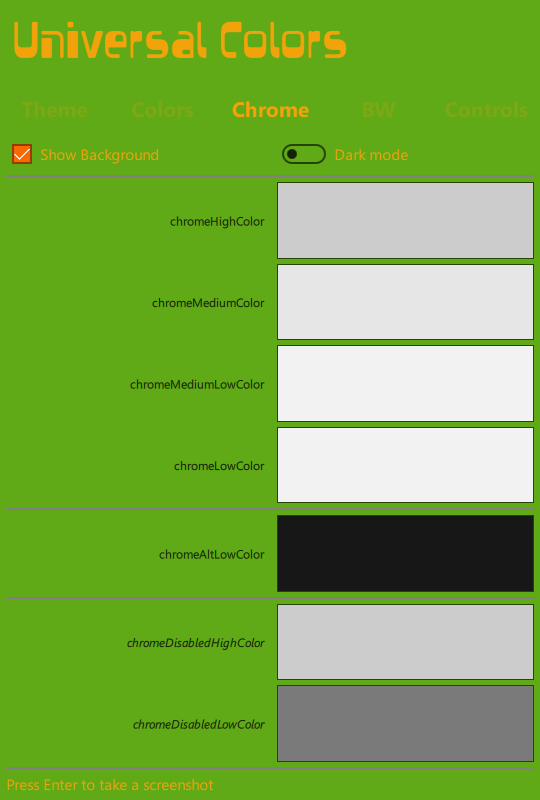 Universal Colors
Theme Colors Chrome BW Controls
Show Background Dark mode
chromeHighColor
chromeMediumColor
chromeMediumLowColor
chromeLowColor
chromeAltLowColor
chromeDisabledHighColor
chromeDisabledLowColor
Press Enter to take a screenshot